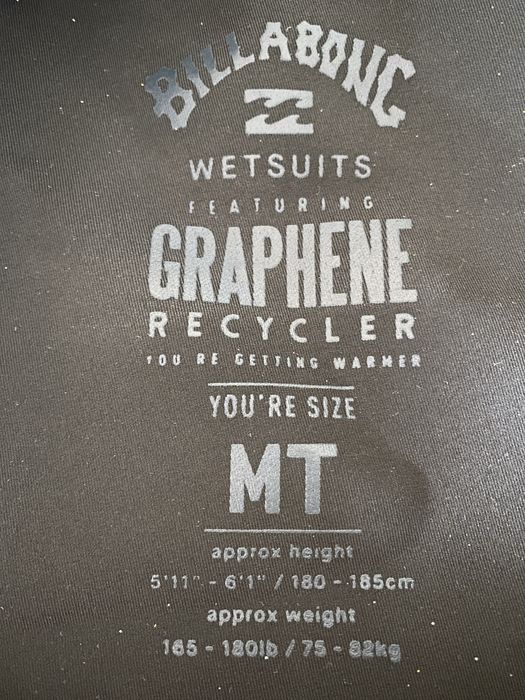 BILLABONG
WETSUITS
FEATURING
GRAPHENE
RECYCLER
YOU'RE GETTING WARMER
YOU'RE SIZE
MT
approx height
5'11" - 6'1" / 180 - 185cm
approx weight
165 - 180lb / 75 - 82kg